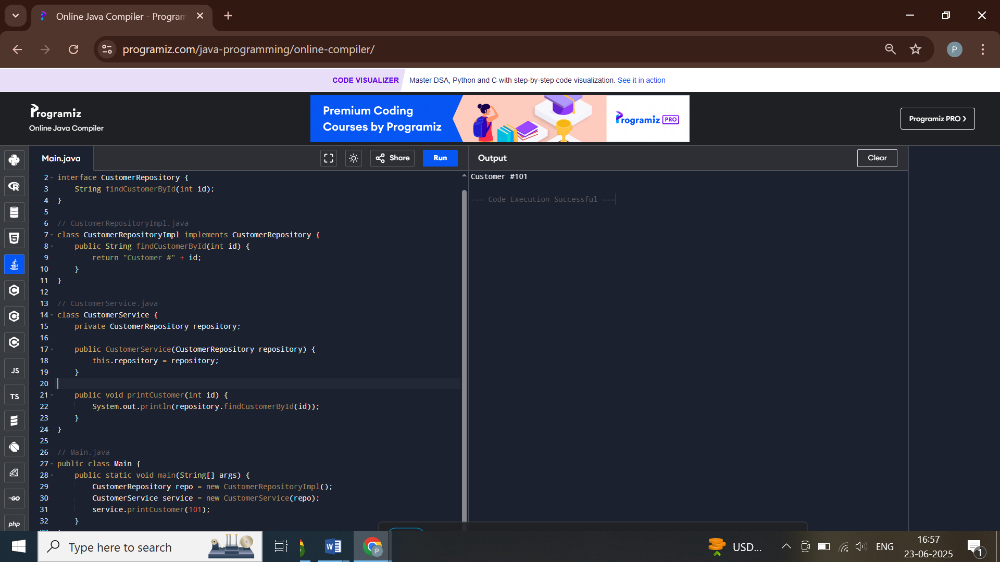 Online Java Compiler - Program
programiz.com/java-programming/online-compiler/
P
CODE VISUALIZER Master DSA, Python and C with step-by-step code visualization. See it in action
Programiz
Online Java Compiler
Premium Coding
Courses by Programiz
Programiz PRO
Programiz PRO ›
Main.java
Share
Run
Output
Clear
2 interface CustomerRepository {
3 String findCustomerById(int id);
4 }
5
6 // CustomerRepositoryImpl.java
7 class CustomerRepositoryImpl implements CustomerRepository {
8 public String findCustomerById(int id) {
9 return "Customer #" + id;
10 }
11 }
12
13 // CustomerService.java
14 class CustomerService {
15 private CustomerRepository repository;
16
17 public CustomerService(CustomerRepository repository) {
18 this.repository = repository;
19 }
20
21 public void printCustomer(int id) {
22 System.out.println(repository.findCustomerById(id));
23 }
24 }
25
26 // Main.java
27 public class Main {
28 public static void main(String[] args) {
29 CustomerRepository repo = new CustomerRepositoryImpl();
30 CustomerService service = new CustomerService(repo);
31 service.printCustomer(101);
32 }
Customer #101
=== Code Execution Successful ===
R
5
C
C
C
JS
TS
GO
php
Type here to search
W
P
USD...
ENG
16:57
23-06-2025
1